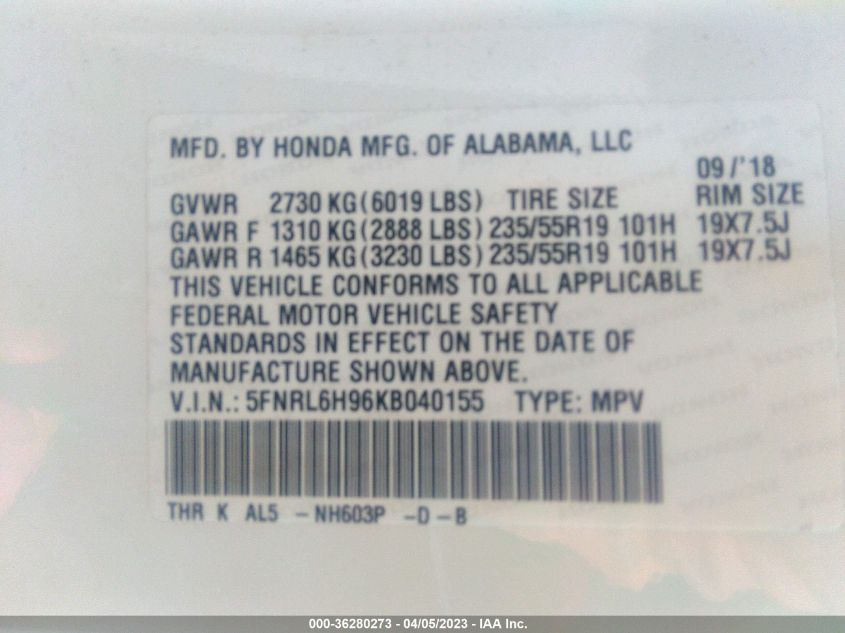 MFD. BY HONDA MFG. OF ALABAMA, LLC
09/'18
GVWR 2730 KG (6019 LBS) TIRE SIZE RIM SIZE
GAWR F 1310 KG (2888 LBS) 235/55R19 101H 19X7.5J
GAWR R 1465 KG (3230 LBS) 235/55R19 101H 19X7.5J
THIS VEHICLE CONFORMS TO ALL APPLICABLE
FEDERAL MOTOR VEHICLE SAFETY
STANDARDS IN EFFECT ON THE DATE OF
MANUFACTURE SHOWN ABOVE.
V.I.N.: 5FNRL6H96KB040155 TYPE: MPV
THR K AL5 -NH603P -D-B
000-36280273 - 04/05/2023 - IAA Inc.